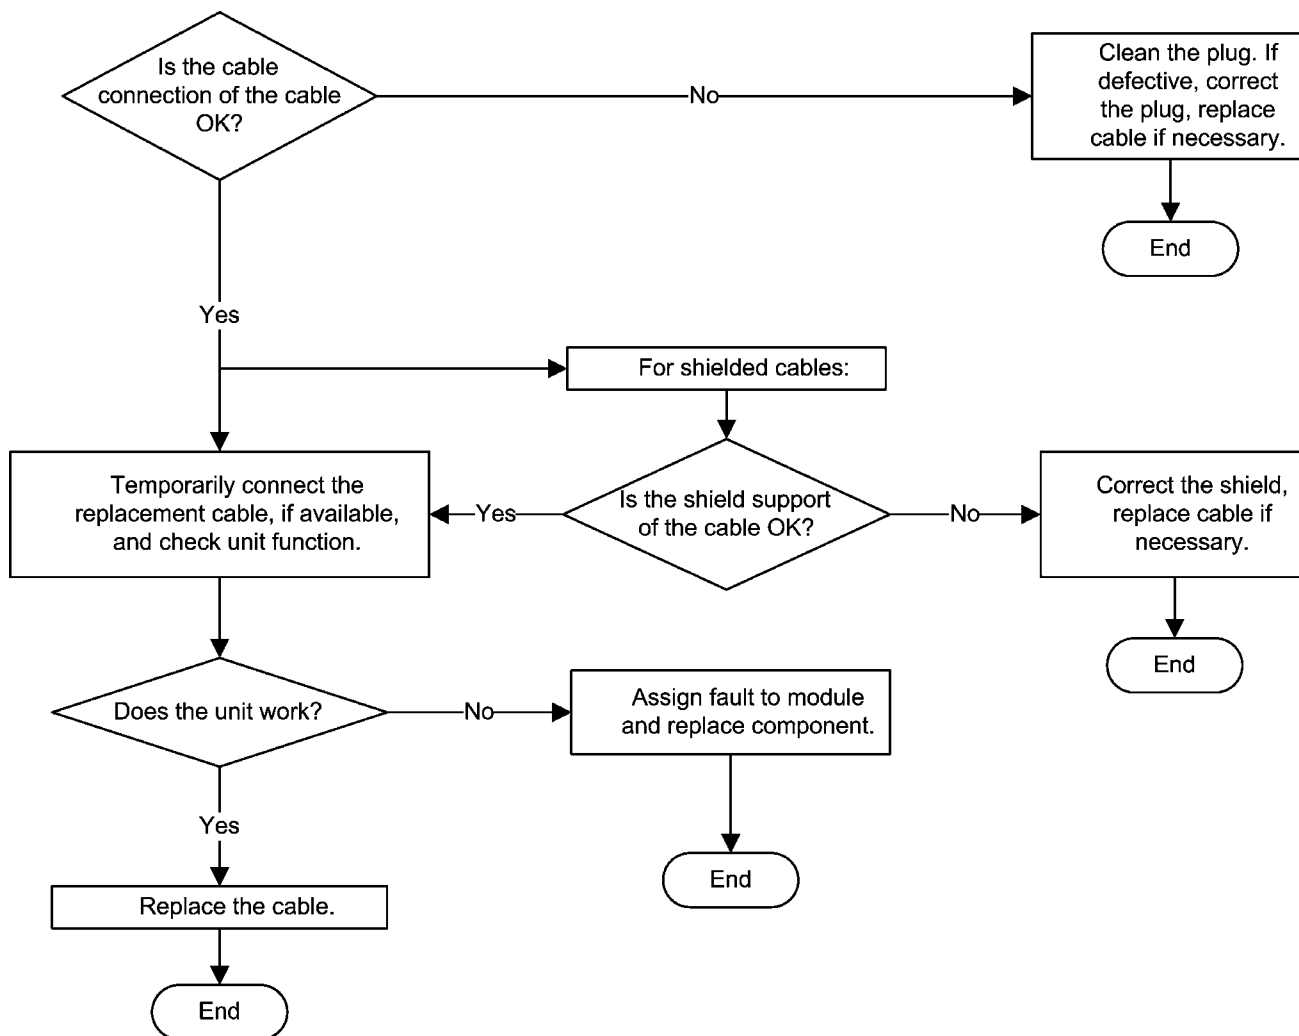 Is the cable
connection of the cable
OK?
No
Clean the plug. If
defective, correct
the plug, replace
cable if necessary.
End
Yes
For shielded cables:
Temporarily connect the
replacement cable, if available,
and check unit function.
Yes
Is the shield support
of the cable OK?
No
Correct the shield,
replace cable if
necessary.
End
Does the unit work?
No
Assign fault to module
and replace component.
Yes
End
Replace the cable.
End